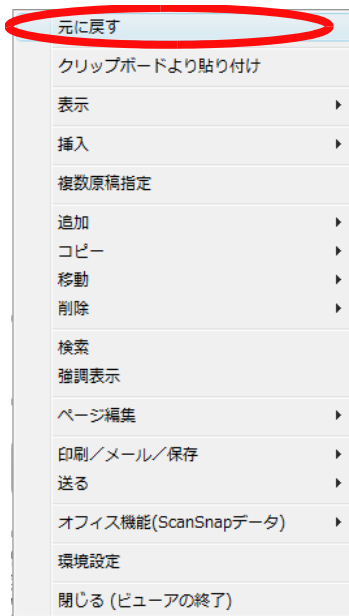 元に戻す
クリップボードより貼り付け
表示
挿入
複数原稿指定
追加
コピー
移動
削除
検索
強調表示
ページ編集
印刷／メール／保存
送る
オフィス機能(ScanSnapデータ)
環境設定
閉じる (ビューアの終了)